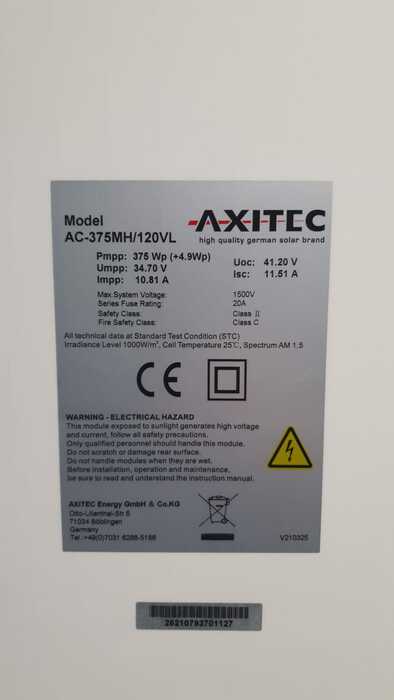 Model
AC-375MH/120VL
AXITEC
high quality german solar brand
Pmpp: 375 Wp (+4.9Wp)
Umpp: 34.70 V
Impp: 10.81 A
Uoc: 41.20 V
Isc: 11.51 A
Max.System Voltage: 1500V
Series Fuse Rating: 20A
Safety Class: Class II
Fire Safety Class: Class C
All technical data at Standard Test Condition (STC)
Irradiance Level 1000W/m², Cell Temperature 25℃, Spectrum AM 1.5
CE
WARNING - ELECTRICAL HAZARD
This module exposed to sunlight generates high voltage
and current, follow all safety precautions.
Only qualified personnel should handle this module.
Do not scratch or damage rear surface.
Do not handle modules when they are wet.
Before installation, operation and maintenance,
be sure to read and understand the instruction manual.
AXITEC Energy GmbH & Co.KG
Otto-Lilienthal-Str 5
71034 Böblingen
Germany
Tel.:+49(0)7031 6288-5186
V210325
26210793701127